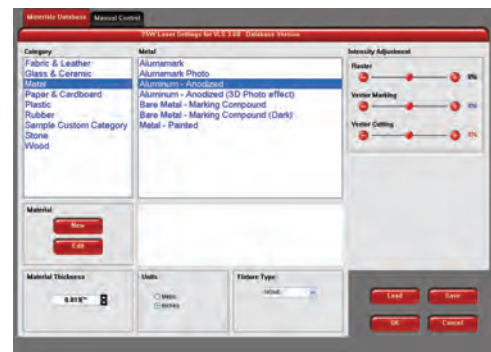 Materials Database Manual Control
75W Laser Settings for VLS 3.60 Database Version
Category
Fabric & Leather
Glass & Ceramic
Metal
Paper & Cardboard
Plastic
Rubber
Sample Custom Category
Stone
Wood
Metal
Alumamark
Alumamark Photo
Aluminum - Anodized
Aluminum - Anodized (3D Photo effect)
Bare Metal - Marking Compound
Bare Metal - Marking Compound (Dark)
Metal - Painted
Intensity Adjustment
Raster
0%
Vector Marking
0%
Vector Cutting
0%
Material
New
Edit
Material Thickness
Units
Metric
Inches
Fixture Type
NONE
Load Save
OK Cancel